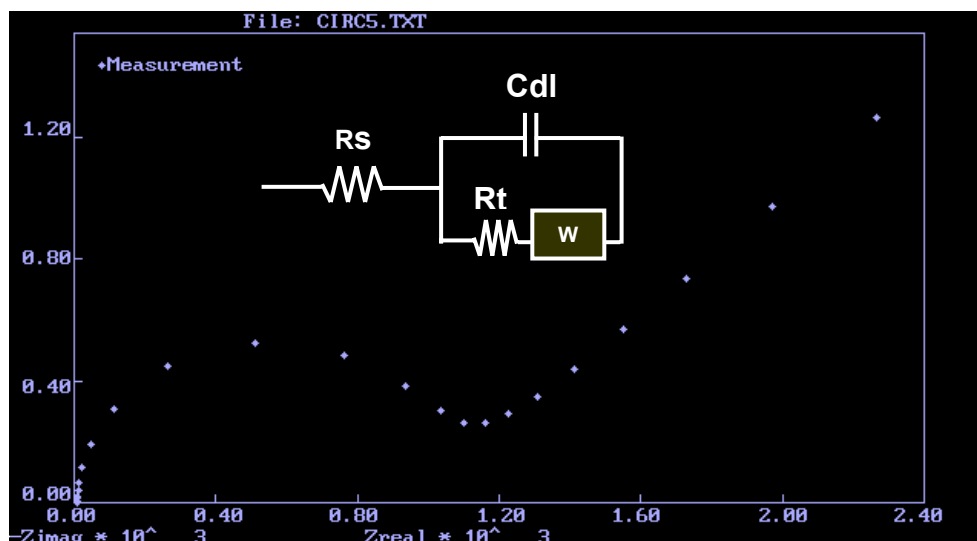 File: CIRC5.TXT
Measurement
Cdl
1.20
Rs
Rt
W
0.80
0.40
0.00
0.00 0.40 0.80 1.20 1.60 2.00 2.40
-Zimag * 10^ 3 Zreal * 10^ 3